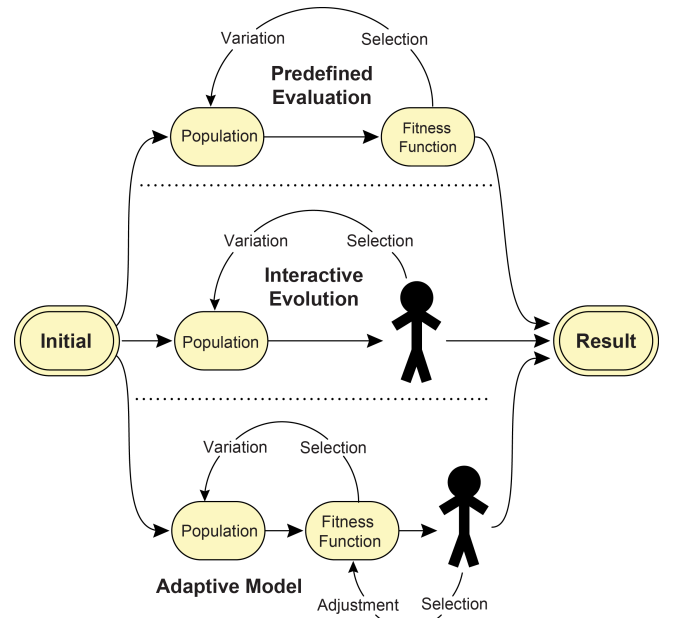 Variation
Selection
Predefined
Evaluation
Population
Fitness
Function
Variation
Selection
Interactive
Evolution
Initial
Population
Result
Variation
Selection
Population
Fitness
Function
Adaptive Model
Adjustment
Selection